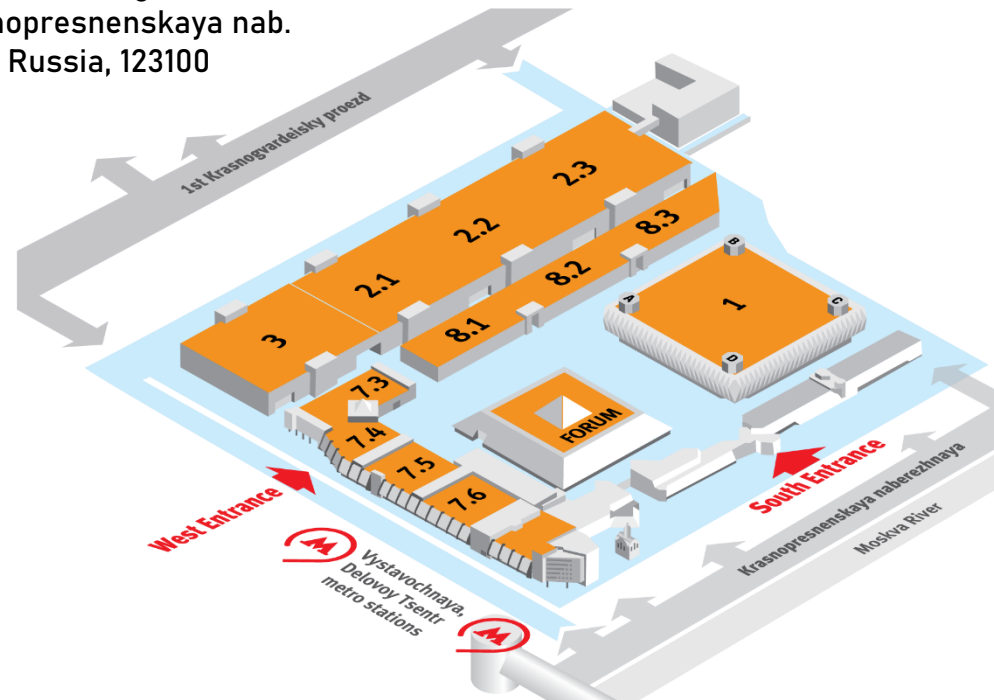 nopresnenskaya nab.
Russia, 123100
1st Krasnogvardeisky proezd
2.3
2.2
2.1
3
8.3
8.2
8.1
B
A
1
C
D
7.3
7.4
7.5
7.6
FORUM
West Entrance
South Entrance
M
Vystavochnaya,
Delovoy Tsentr
metro stations
M
Krasnopresnenskaya naberezhnaya
Moskva River